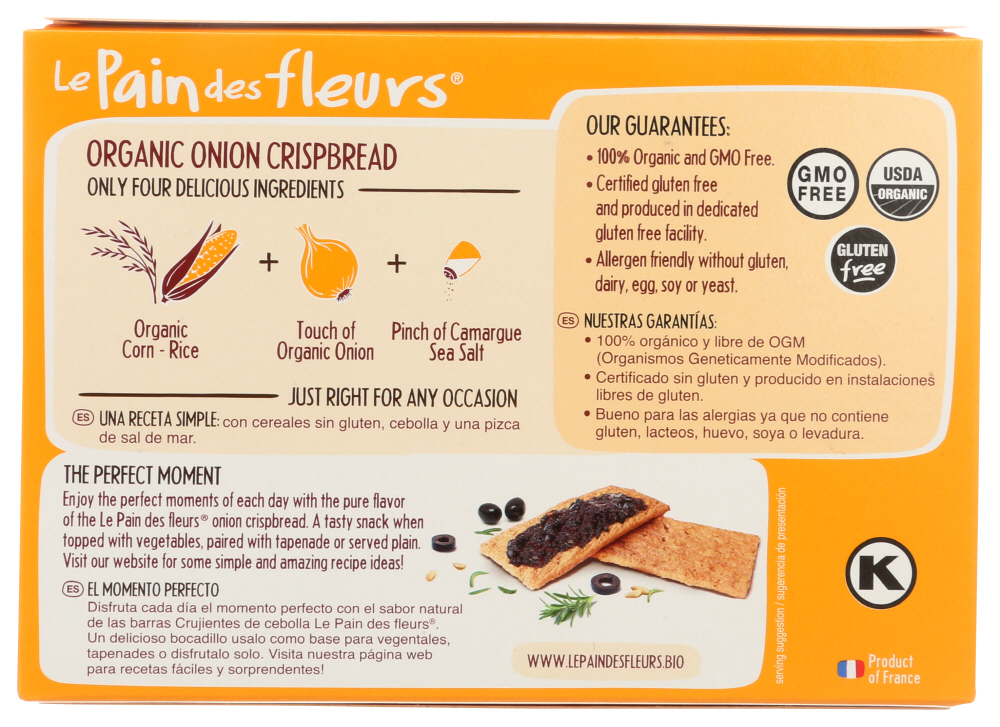 Le Pain des fleurs®
ORGANIC ONION CRISPBREAD
ONLY FOUR DELICIOUS INGREDIENTS
+ +
Organic
Corn - Rice
Touch of
Organic Onion
Pinch of Camargue
Sea Salt
JUST RIGHT FOR ANY OCCASION
ES UNA RECETA SIMPLE: con cereales sin gluten, cebolla y una pizca
de sal de mar.
OUR GUARANTEES:
• 100% Organic and GMO Free.
• Certified gluten free
and produced in dedicated
gluten free facility.
• Allergen friendly without gluten,
dairy, egg, soy or yeast.
GMO
FREE
USDA
ORGANIC
GLUTEN
free
ES NUESTRAS GARANTÍAS:
• 100% orgánico y libre de OGM
(Organismos Geneticamente Modificados).
• Certificado sin gluten y producido en instalaciones
libres de gluten.
• Bueno para las alergias ya que no contiene
gluten, lacteos, huevo, soya o levadura.
THE PERFECT MOMENT
Enjoy the perfect moments of each day with the pure flavor
of the Le Pain des fleurs® onion crispbread. A tasty snack when
topped with vegetables, paired with tapenade or served plain.
Visit our website for some simple and amazing recipe ideas!
ES EL MOMENTO PERFECTO
Disfruta cada día el momento perfecto con el sabor natural
de las barras Crujientes de cebolla Le Pain des fleurs®.
Un delicioso bocadillo usalo como base para vegentales,
tapenades o disfrutalo solo. Visita nuestra página web
para recetas fáciles y sorprendentes!
WWW.LEPAINDESFLEURS.BIO
serving suggestion / sugerencia de presentación
K
Product
of France